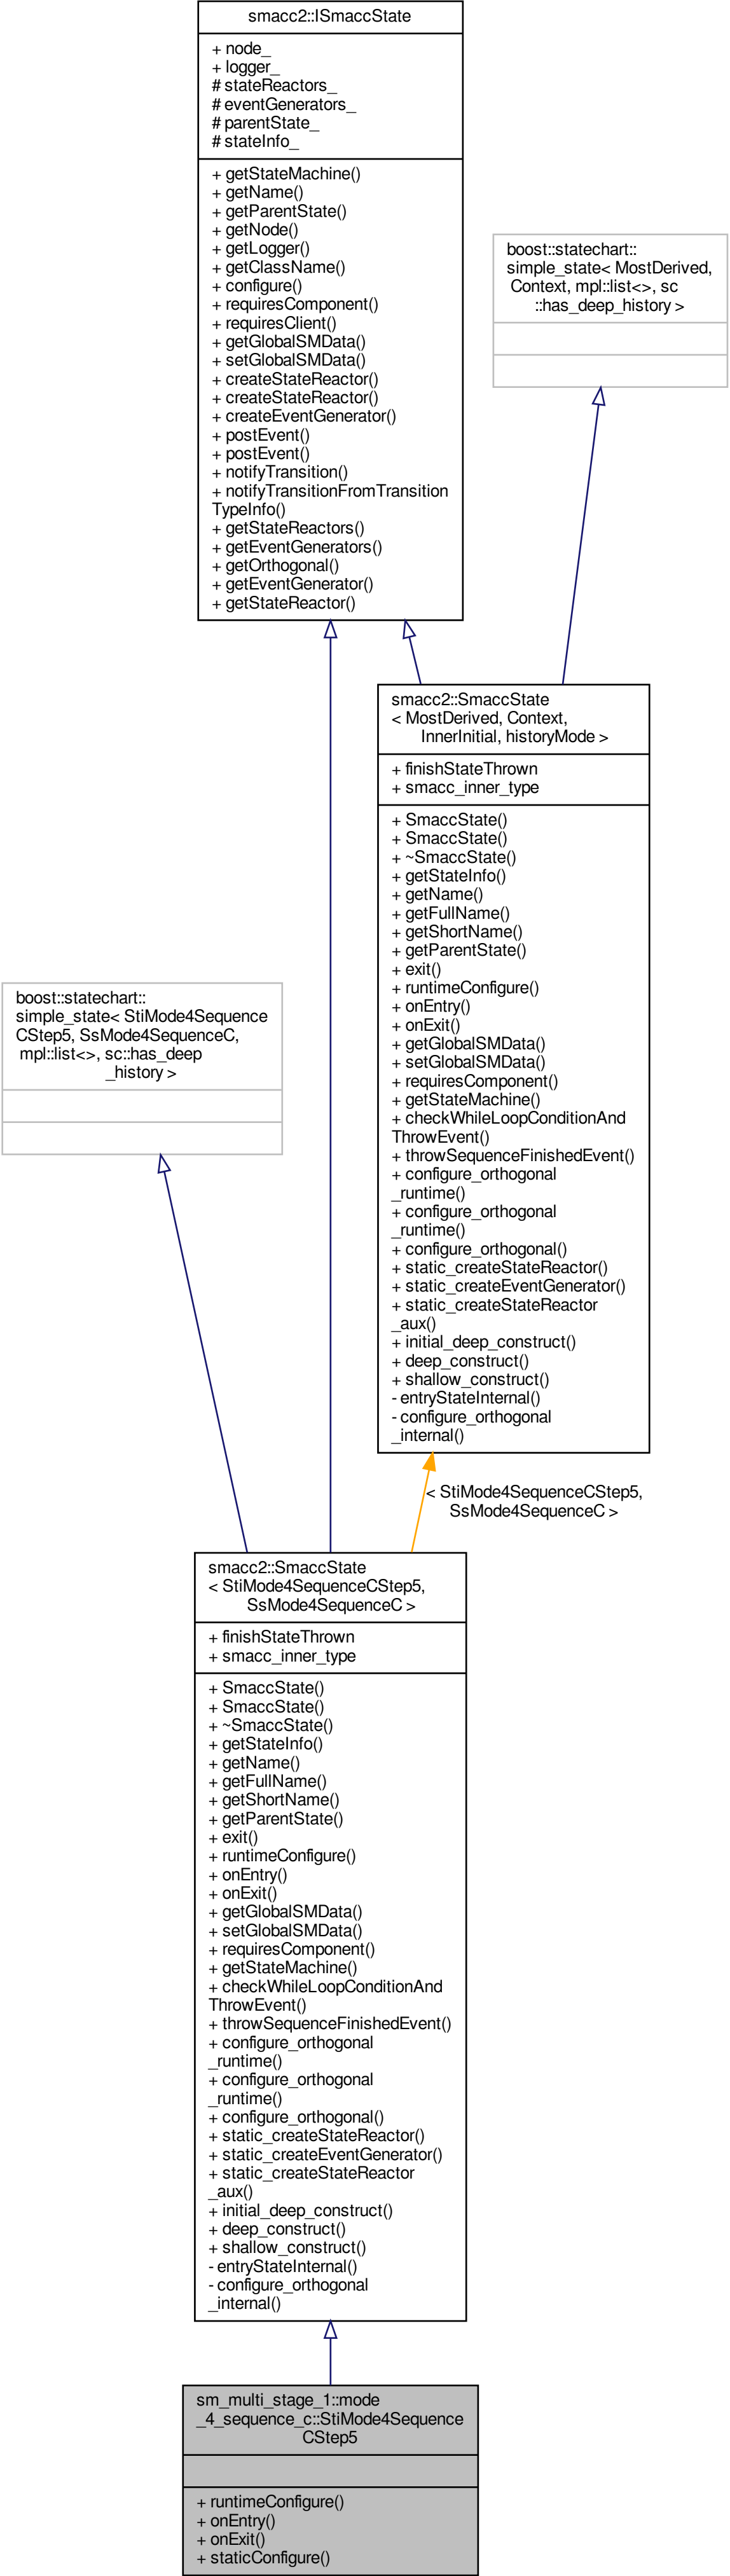 smacc2::ISmaccState
+ node_
+ logger_
# stateReactors_
# eventGenerators_
# parentState_
# stateInfo_
+ getStateMachine()
+ getName()
+ getParentState()
+ getNode()
+ getLogger()
+ getClassName()
+ configure()
+ requiresComponent()
+ requiresClient()
+ getGlobalSMData()
+ setGlobalSMData()
+ createStateReactor()
+ createStateReactor()
+ createEventGenerator()
+ postEvent()
+ postEvent()
+ notifyTransition()
+ notifyTransitionFromTransition
TypeInfo()
+ getStateReactors()
+ getEventGenerators()
+ getOrthogonal()
+ getEventGenerator()
+ getStateReactor()
boost::statechart::
simple_state< MostDerived,
Context, mpl::list<>, sc
::has_deep_history >
smacc2::SmaccState
< MostDerived, Context,
InnerInitial, historyMode >
+ finishStateThrown
+ smacc_inner_type
+ SmaccState()
+ SmaccState()
+ ~SmaccState()
+ getStateInfo()
+ getName()
+ getFullName()
+ getShortName()
+ getParentState()
+ exit()
+ runtimeConfigure()
+ onEntry()
+ onExit()
+ getGlobalSMData()
+ setGlobalSMData()
+ requiresComponent()
+ getStateMachine()
+ checkWhileLoopConditionAnd
ThrowEvent()
+ throwSequenceFinishedEvent()
+ configure_orthogonal
_runtime()
+ configure_orthogonal
_runtime()
+ configure_orthogonal()
+ static_createStateReactor()
+ static_createEventGenerator()
+ static_createStateReactor
_aux()
+ initial_deep_construct()
+ deep_construct()
+ shallow_construct()
- entryStateInternal()
- configure_orthogonal
_internal()
boost::statechart::
simple_state< StiMode4Sequence
CStep5, SsMode4SequenceC,
mpl::list<>, sc::has_deep
_history >
< StiMode4SequenceCStep5,
SsMode4SequenceC >
smacc2::SmaccState
< StiMode4SequenceCStep5,
SsMode4SequenceC >
+ finishStateThrown
+ smacc_inner_type
+ SmaccState()
+ SmaccState()
+ ~SmaccState()
+ getStateInfo()
+ getName()
+ getFullName()
+ getShortName()
+ getParentState()
+ exit()
+ runtimeConfigure()
+ onEntry()
+ onExit()
+ getGlobalSMData()
+ setGlobalSMData()
+ requiresComponent()
+ getStateMachine()
+ checkWhileLoopConditionAnd
ThrowEvent()
+ throwSequenceFinishedEvent()
+ configure_orthogonal
_runtime()
+ configure_orthogonal
_runtime()
+ configure_orthogonal()
+ static_createStateReactor()
+ static_createEventGenerator()
+ static_createStateReactor
_aux()
+ initial_deep_construct()
+ deep_construct()
+ shallow_construct()
- entryStateInternal()
- configure_orthogonal
_internal()
sm_multi_stage_1::mode
_4_sequence_c::StiMode4Sequence
CStep5
+ runtimeConfigure()
+ onEntry()
+ onExit()
+ staticConfigure()